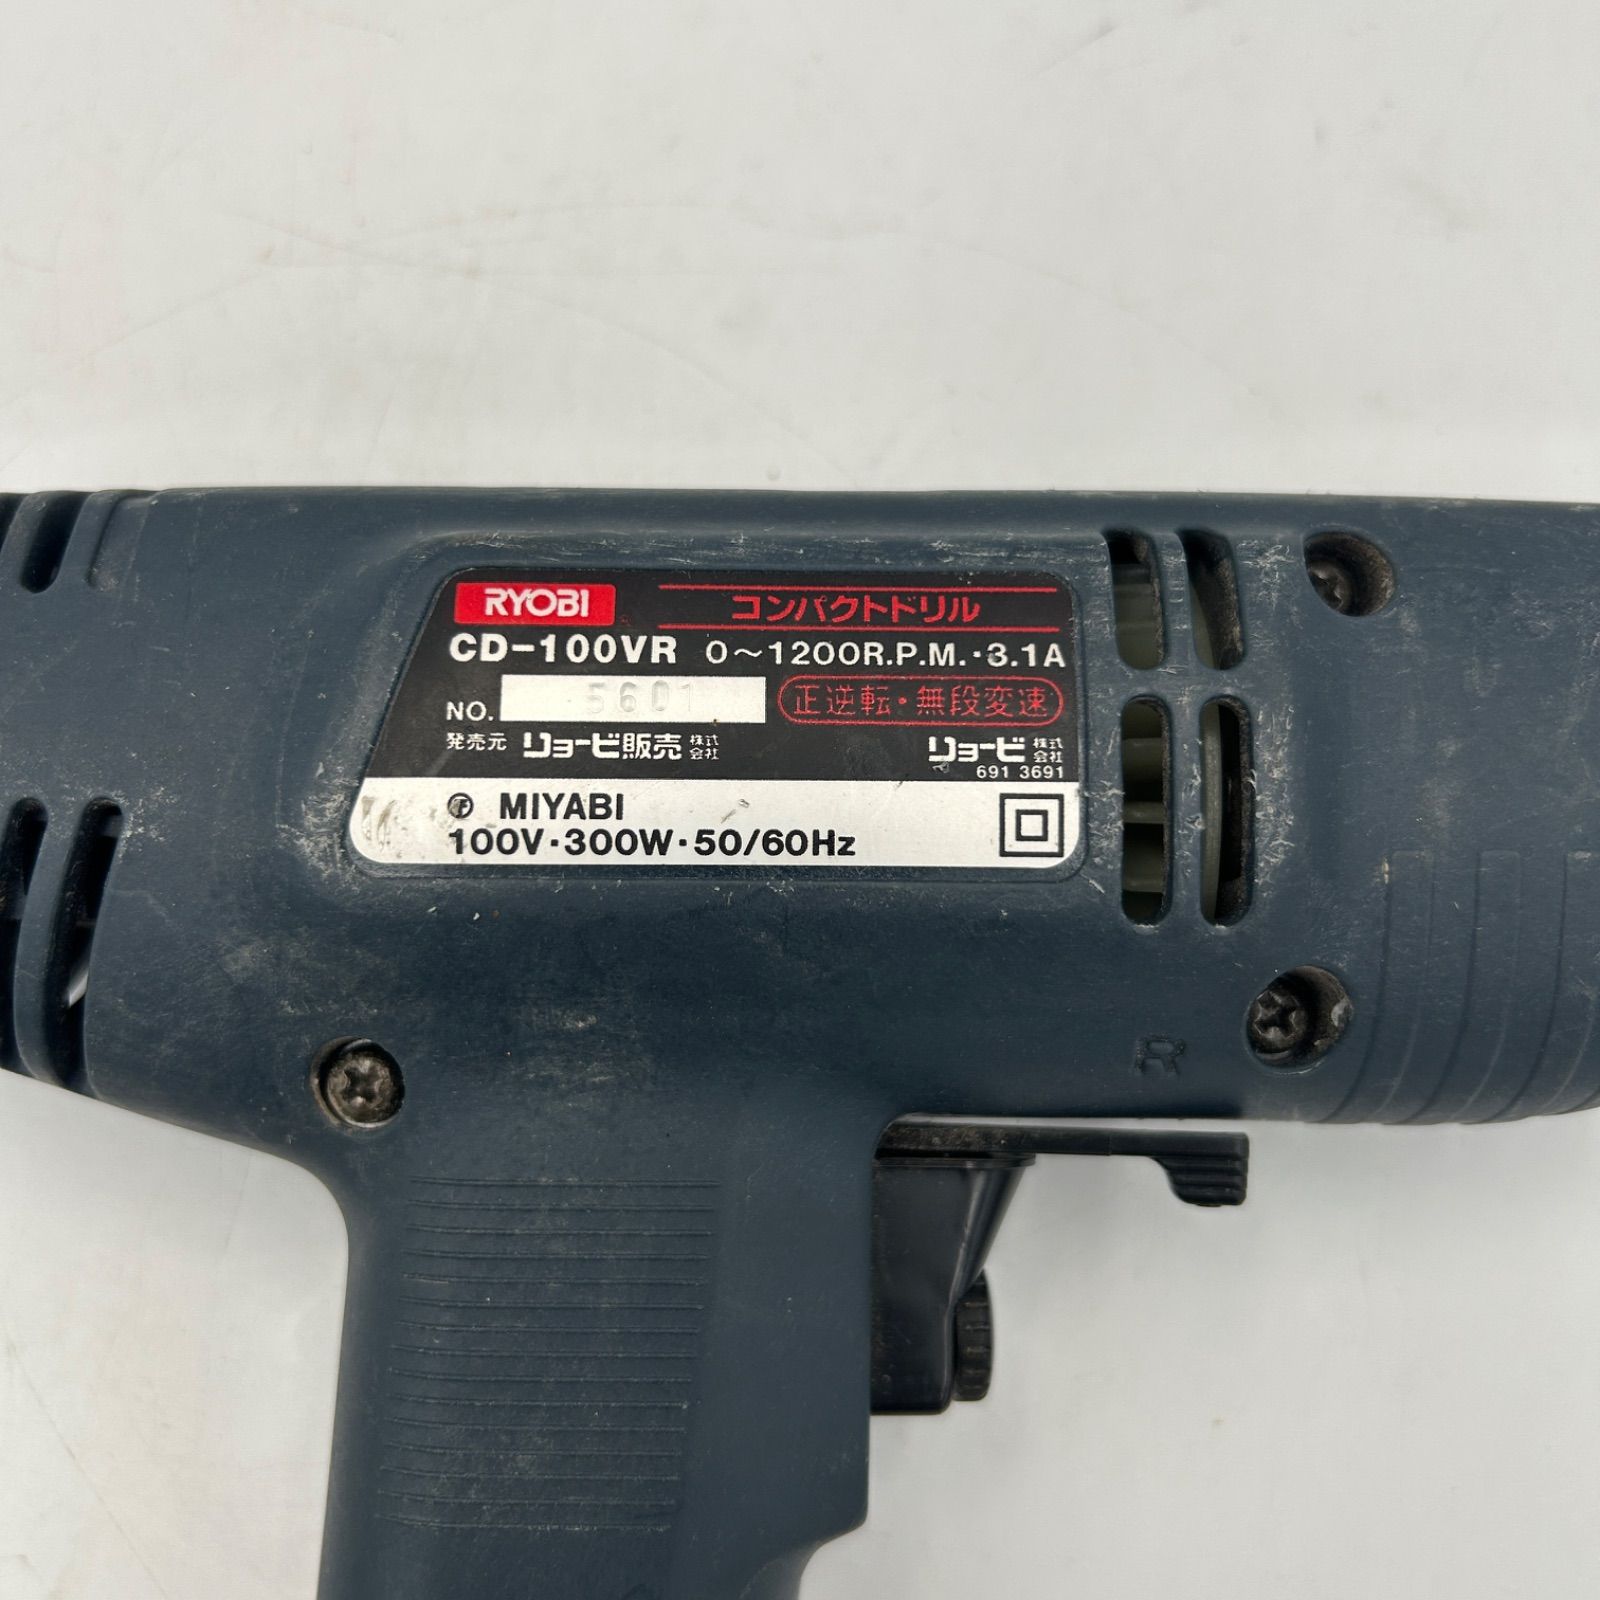 RYOBI コンパクトドリル
CD-100VR 0～1200R.P.M.・3.1A
NO. 5601 正逆転・無段変速
発売元 リョービ販売株式会社 リョービ株式会社
691 3691
〒 MIYABI
100V・300W・50/60Hz
R